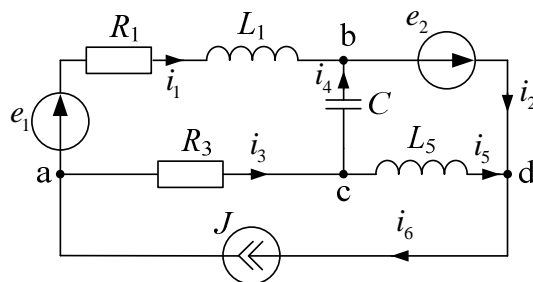 R₁ L₁ b e₂
i₁ i₄ C i₂
e₁
R₃ i₃ L₅ i₅
a c d
J i₆